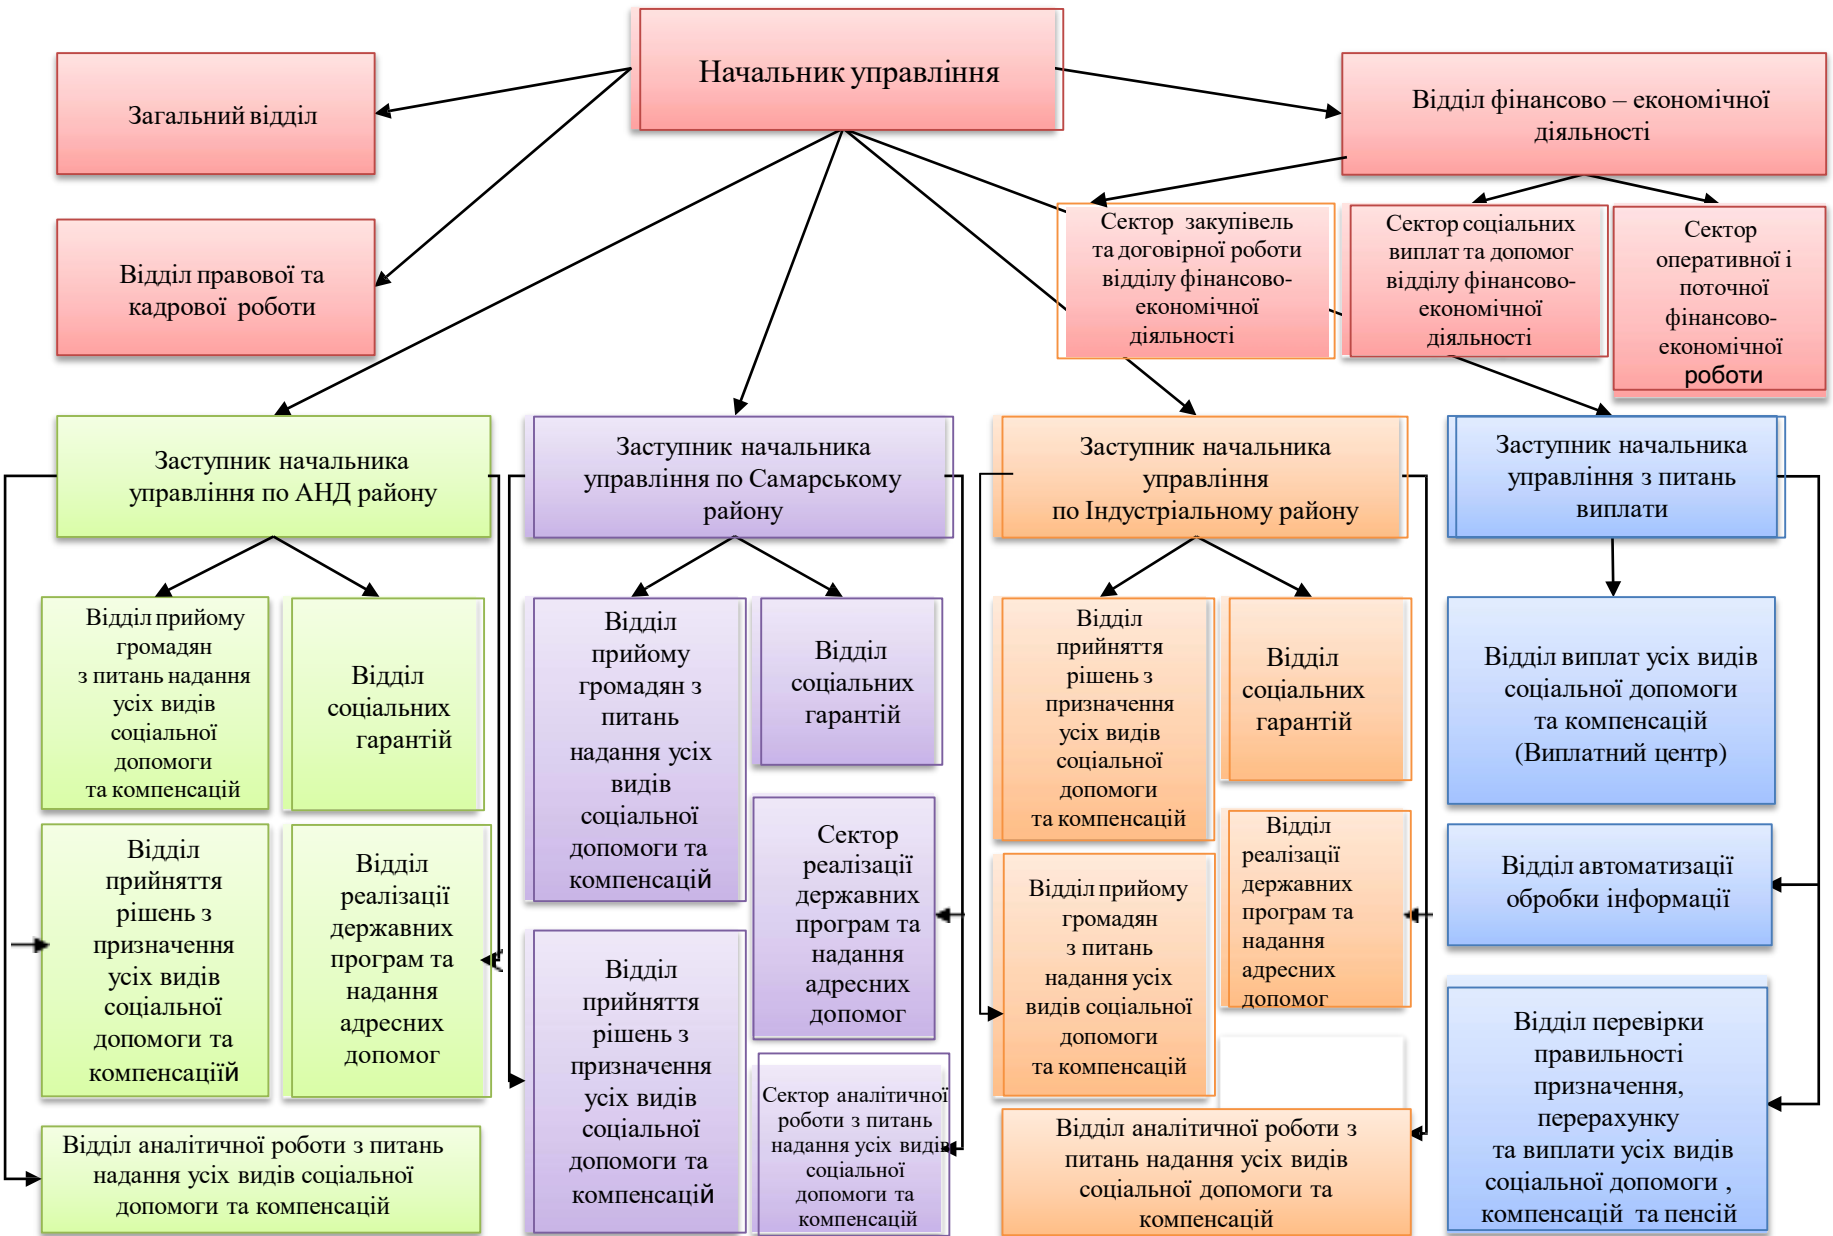 Начальник управління
Загальний відділ
Відділ фінансово – економічної
діяльності
Відділ правової та
кадрової роботи
Сектор закупівель
та договірної роботи
відділу фінансово-
економічної
діяльності
Сектор соціальних
виплат та допомог
відділу фінансово-
економічної
діяльності
Сектор
оперативної і
поточної
фінансово-
економічної
роботи
Заступник начальника
управління по АНД району
Заступник начальника
управління по Самарському
району
Заступник начальника
управління
по Індустріальному району
Заступник начальника
управління з питань
виплати
Відділ прийому
громадян
з питань надання
усіх видів
соціальної
допомоги
та компенсацій
Відділ
соціальних
гарантій
Відділ
прийняття
рішень з
призначення
усіх видів
соціальної
допомоги та
компенсаціїй
Відділ
реалізації
державних
програм та
надання
адресних
допомог
Відділ аналітичної роботи з питань
надання усіх видів соціальної
допомоги та компенсацій
Відділ
прийому
громадян з
питань
надання усіх
видів
соціальної
допомоги та
компенсацій
Відділ
соціальних
гарантій
Сектор
реалізації
державних
програм та
надання
адресних
допомог
Відділ
прийняття
рішень з
призначення
усіх видів
соціальної
допомоги та
компенсацій
Сектор аналітичної
роботи з питань
надання усіх видів
соціальної
допомоги та
компенсацій
Відділ
прийняття
рішень з
призначення
усіх видів
соціальної
допомоги
та компенсацій
Відділ
соціальних
гарантій
Відділ прийому
громадян
з питань
надання усіх
видів соціальної
допомоги
та компенсацій
Відділ
реалізації
державних
програм та
надання
адресних
допомог
Відділ аналітичної роботи з
питань надання усіх видів
соціальної допомоги та
компенсацій
Відділ виплат усіх видів
соціальної допомоги
та компенсацій
(Виплатний центр)
Відділ автоматизації
обробки інформації
Відділ перевірки
правильності
призначення,
перерахунку
та виплати усіх видів
соціальної допомоги ,
компенсацій та пенсій